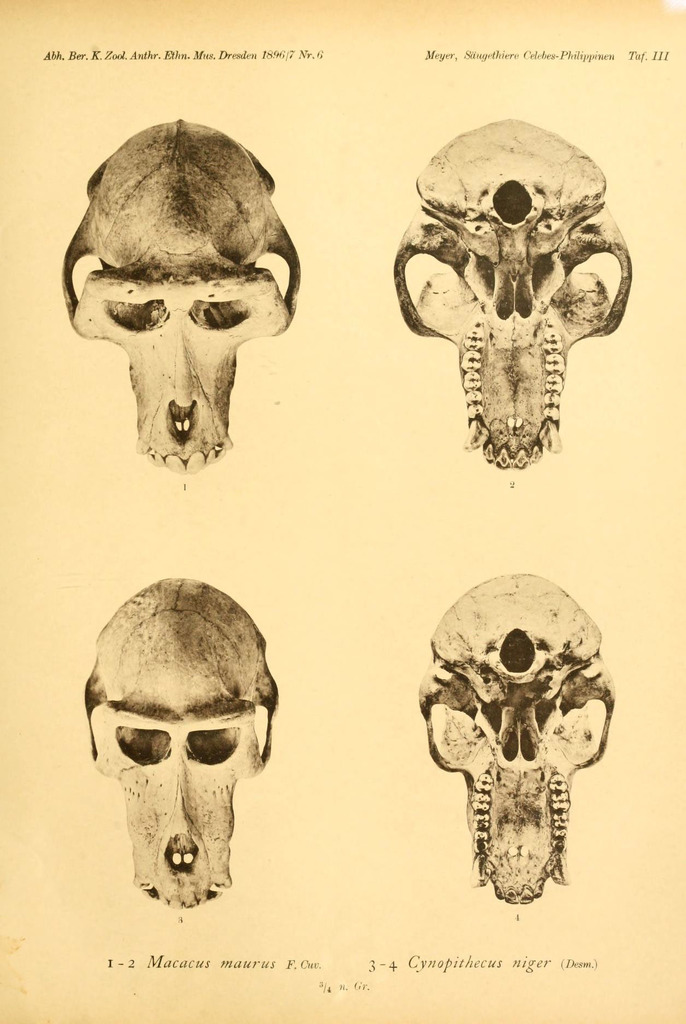 Abh. Ber. K. Zool. Anthr. Ethn. Mus. Dresden 1896/7 Nr. 6
Meyer, Säugethiere Celebes-Philippinen Taf. III
1
2
3
4
1-2 Macacus maurus F. Cuv.
3-4 Cynopithecus niger (Desm.)
3/4 n. Gr.